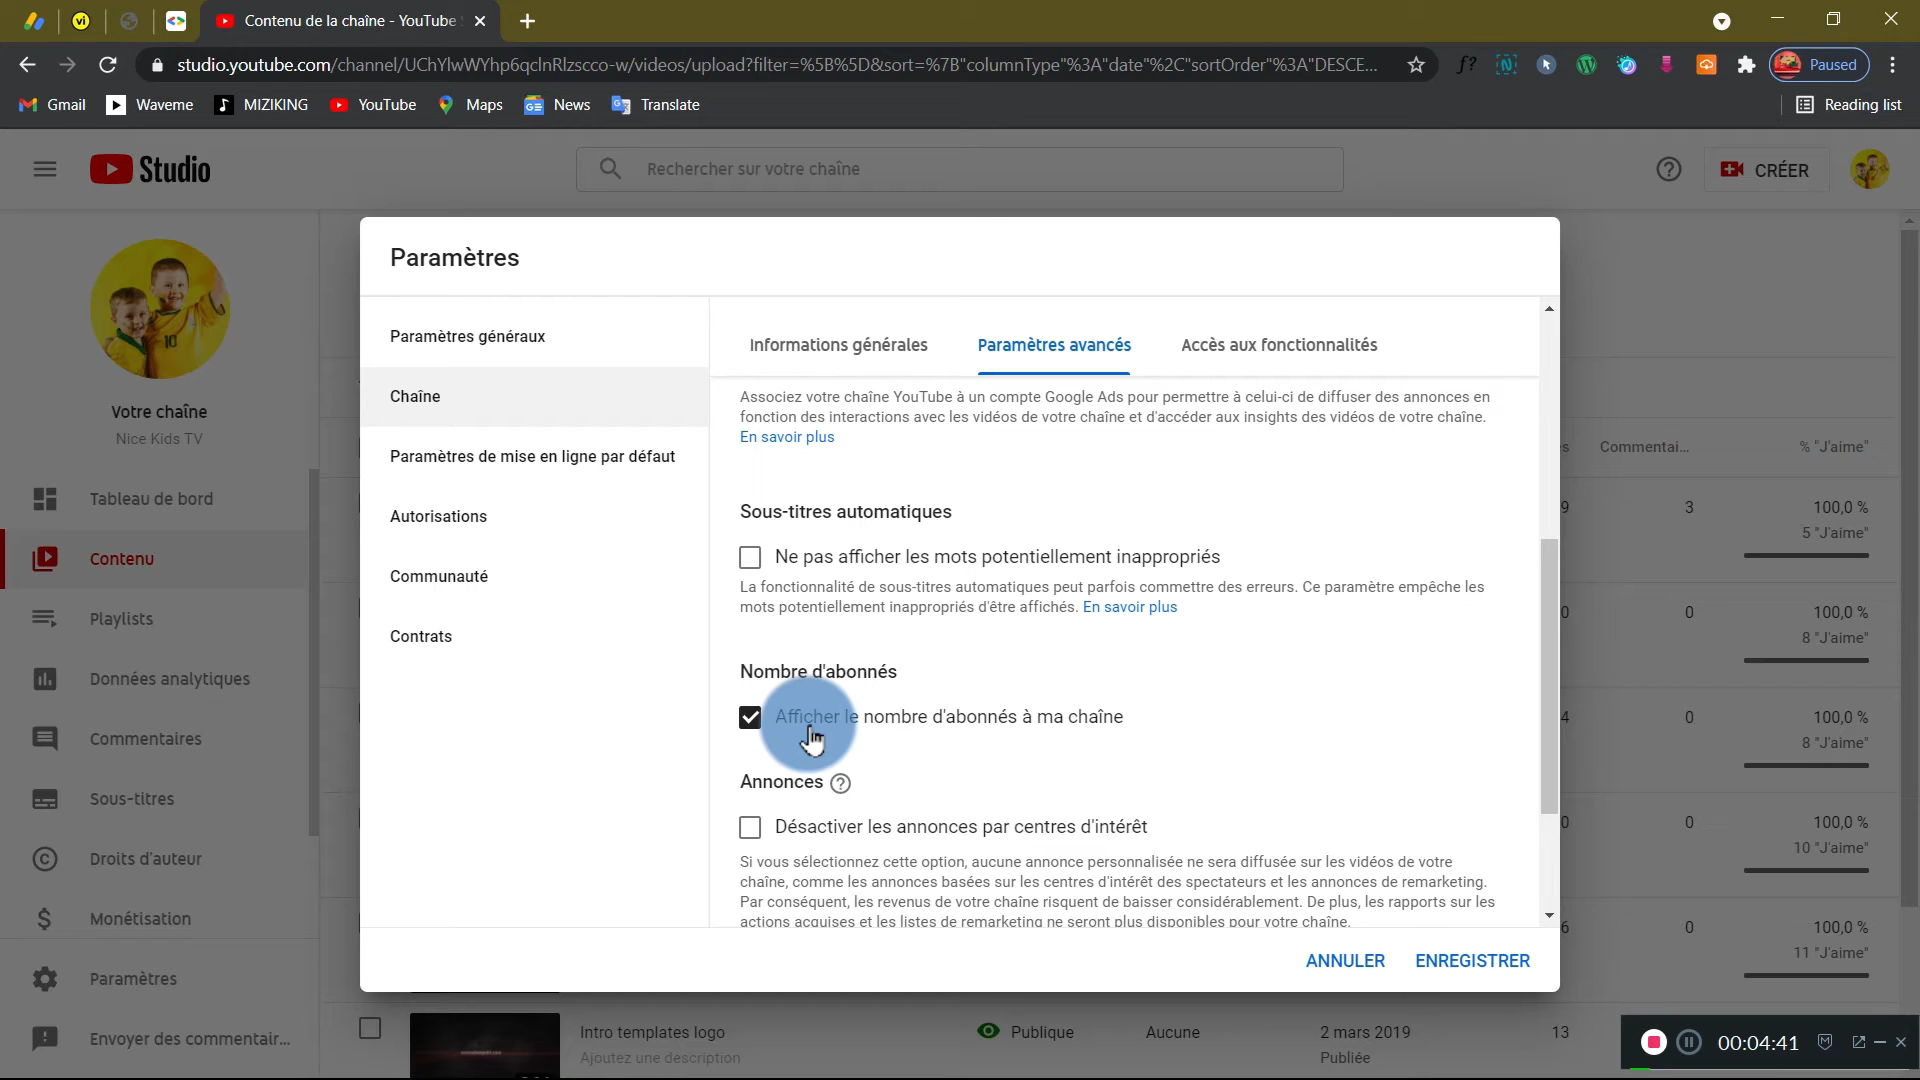 Contenu de la chaîne - YouTube
studio.youtube.com/channel/UChYlwWYhp6qclnRlzscco-w/videos/upload?filter=%5B%5D&sort=%7B"columnType"%3A"date"%2C"sortOrder"%3A"DESCE...
Paused
Gmail
Waveme
MIZIKING
YouTube
Maps
News
Translate
Reading list
Studio
Rechercher sur votre chaîne
CRÉER
Votre chaîne
Nice Kids TV
Tableau de bord
Contenu
Playlists
Données analytiques
Commentaires
Sous-titres
Droits d'auteur
Monétisation
Paramètres
Envoyer des commentair...
Paramètres
Paramètres généraux
Chaîne
Paramètres de mise en ligne par défaut
Autorisations
Communauté
Contrats
Informations générales
Paramètres avancés
Accès aux fonctionnalités
Associez votre chaîne YouTube à un compte Google Ads pour permettre à celui-ci de diffuser des annonces en
fonction des interactions avec les vidéos de votre chaîne et d'accéder aux insights des vidéos de votre chaîne.
En savoir plus
Sous-titres automatiques
Ne pas afficher les mots potentiellement inappropriés
La fonctionnalité de sous-titres automatiques peut parfois commettre des erreurs. Ce paramètre empêche les
mots potentiellement inappropriés d'être affichés. En savoir plus
Nombre d'abonnés
Afficher le nombre d'abonnés à ma chaîne
Annonces
Désactiver les annonces par centres d'intérêt
Si vous sélectionnez cette option, aucune annonce personnalisée ne sera diffusée sur les vidéos de votre
chaîne, comme les annonces basées sur les centres d'intérêt des spectateurs et les annonces de remarketing.
Par conséquent, les revenus de votre chaîne risquent de baisser considérablement. De plus, les rapports sur les
actions acquises et les listes de remarketing ne seront plus disponibles pour votre chaîne.
ANNULER
ENREGISTRER
s Commentai... % "J'aime"
9 3 100,0 %
5 "J'aime"
0 0 100,0 %
8 "J'aime"
4 0 100,0 %
8 "J'aime"
0 0 100,0 %
10 "J'aime"
6 0 100,0 %
11 "J'aime"
Intro templates logo
Ajoutez une description
Publique
Aucune
2 mars 2019
Publiée
13
00:04:41